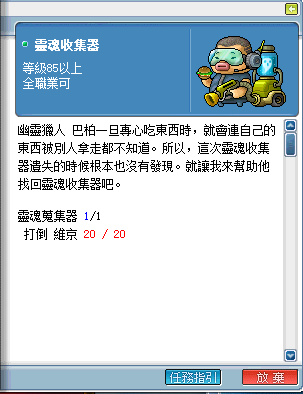 靈魂收集器
等級85以上
全職業可
幽靈獵人 巴柏一旦專心吃東西時，就會連自己的
東西被別人拿走都不知道。所以，這次靈魂收集
器遺失的時候根本也沒有發現。就讓我來幫助他
找回靈魂收集器吧。
靈魂蒐集器 1/1
打倒 維京 20 / 20
任務指引
放 棄